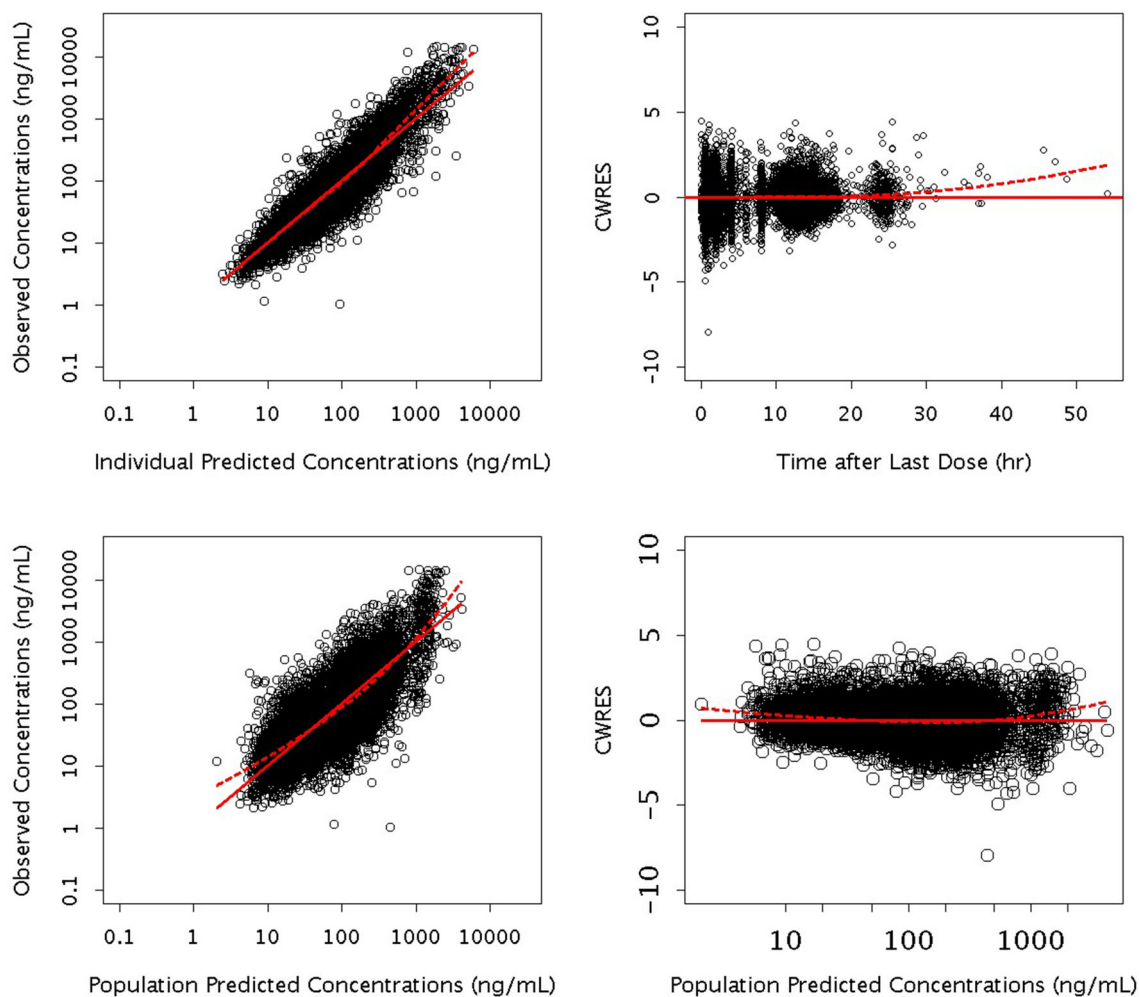 Observed Concentrations (ng/mL)
10000
1000
100
10
1
0.1
0.1 1 10 100 1000 10000
Individual Predicted Concentrations (ng/mL)
CWRES
10
5
0
-5
-10
0 10 20 30 40 50
Time after Last Dose (hr)
Observed Concentrations (ng/mL)
10000
1000
100
10
1
0.1
0.1 1 10 100 1000 10000
Population Predicted Concentrations (ng/mL)
CWRES
10
5
0
-5
-10
10 100 1000
Population Predicted Concentrations (ng/mL)